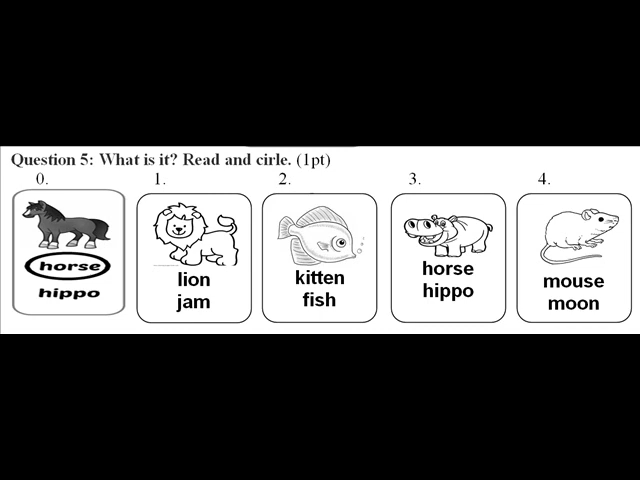 Question 5: What is it? Read and cirle. (1pt)
0. 1. 2. 3. 4.
horse
hippo
lion
jam
kitten
fish
horse
hippo
mouse
moon